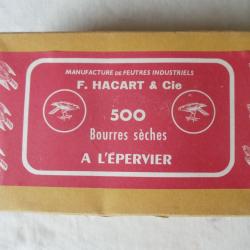 MANUFACTURE DE FEUTRES INDUSTRIELS
F. HACART & Cie
500
Bourres sèches
A L'ÉPERVIER